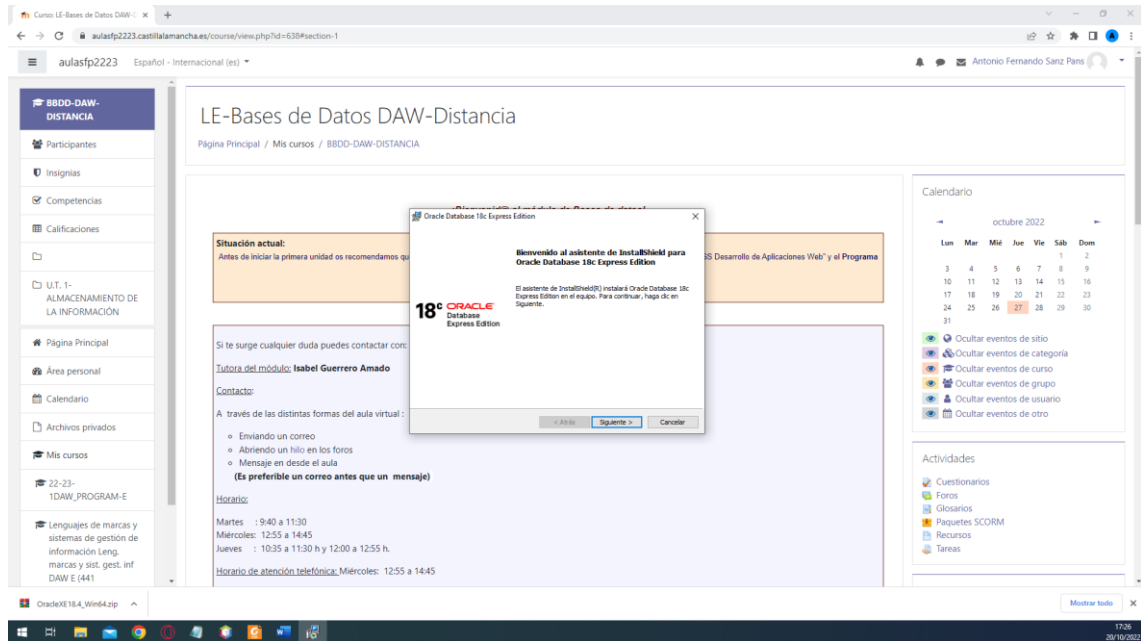 Curso: LE-Bases de Datos DAW-D
aulasfp2223.castillalamancha.es/course/view.php?id=638#section-1
aulasfp2223
Español - Internacional (es)
Antonio Fernando Sanz Pans
BBDD-DAW-
DISTANCIA
Participantes
Insignias
Competencias
Calificaciones
U.T. 1-
ALMACENAMIENTO DE
LA INFORMACIÓN
Página Principal
Área personal
Calendario
Archivos privados
Mis cursos
22-23-
1DAW_PROGRAM-E
Lenguajes de marcas y
sistemas de gestión de
información Leng.
marcas y sist. gest. inf
DAW E (441
LE-Bases de Datos DAW-Distancia
Página Principal / Mis cursos / BBDD-DAW-DISTANCIA
Situación actual:
Antes de iniciar la primera unidad os recomendamos qu
S Desarrollo de Aplicaciones Web" y el Programa
Si te surge cualquier duda puedes contactar con:
Tutora del módulo: Isabel Guerrero Amado
Contacto:
A través de las distintas formas del aula virtual :
Enviando un correo
Abriendo un hilo en los foros
Mensaje en desde el aula
(Es preferible un correo antes que un mensaje)
Horario:
Martes : 9:40 a 11:30
Miércoles: 12:55 a 14:45
Jueves : 10:35 a 11:30 h y 12:00 a 12:55 h.
Horario de atención telefónica: Miércoles: 12:55 a 14:45
Oracle Database 18c Express Edition
Bienvenido al asistente de InstallShield para
Oracle Database 18c Express Edition
El asistente de InstallShield(R) instalará Oracle Database 18c
Express Edition en el equipo. Para continuar, haga clic en
Siguiente.
18c ORACLE
Database
Express Edition
< Atrás
Siguiente >
Cancelar
Calendario
octubre 2022
Lun Mar Mié Jue Vie Sáb Dom
1 2
3 4 5 6 7 8 9
10 11 12 13 14 15 16
17 18 19 20 21 22 23
24 25 26 27 28 29 30
31
Ocultar eventos de sitio
Ocultar eventos de categoría
Ocultar eventos de curso
Ocultar eventos de grupo
Ocultar eventos de usuario
Ocultar eventos de otro
Actividades
Cuestionarios
Foros
Glosarios
Paquetes SCORM
Recursos
Tareas
OracleXE18.4_Win64.zip
Mostrar todo
17:26
20/10/2022